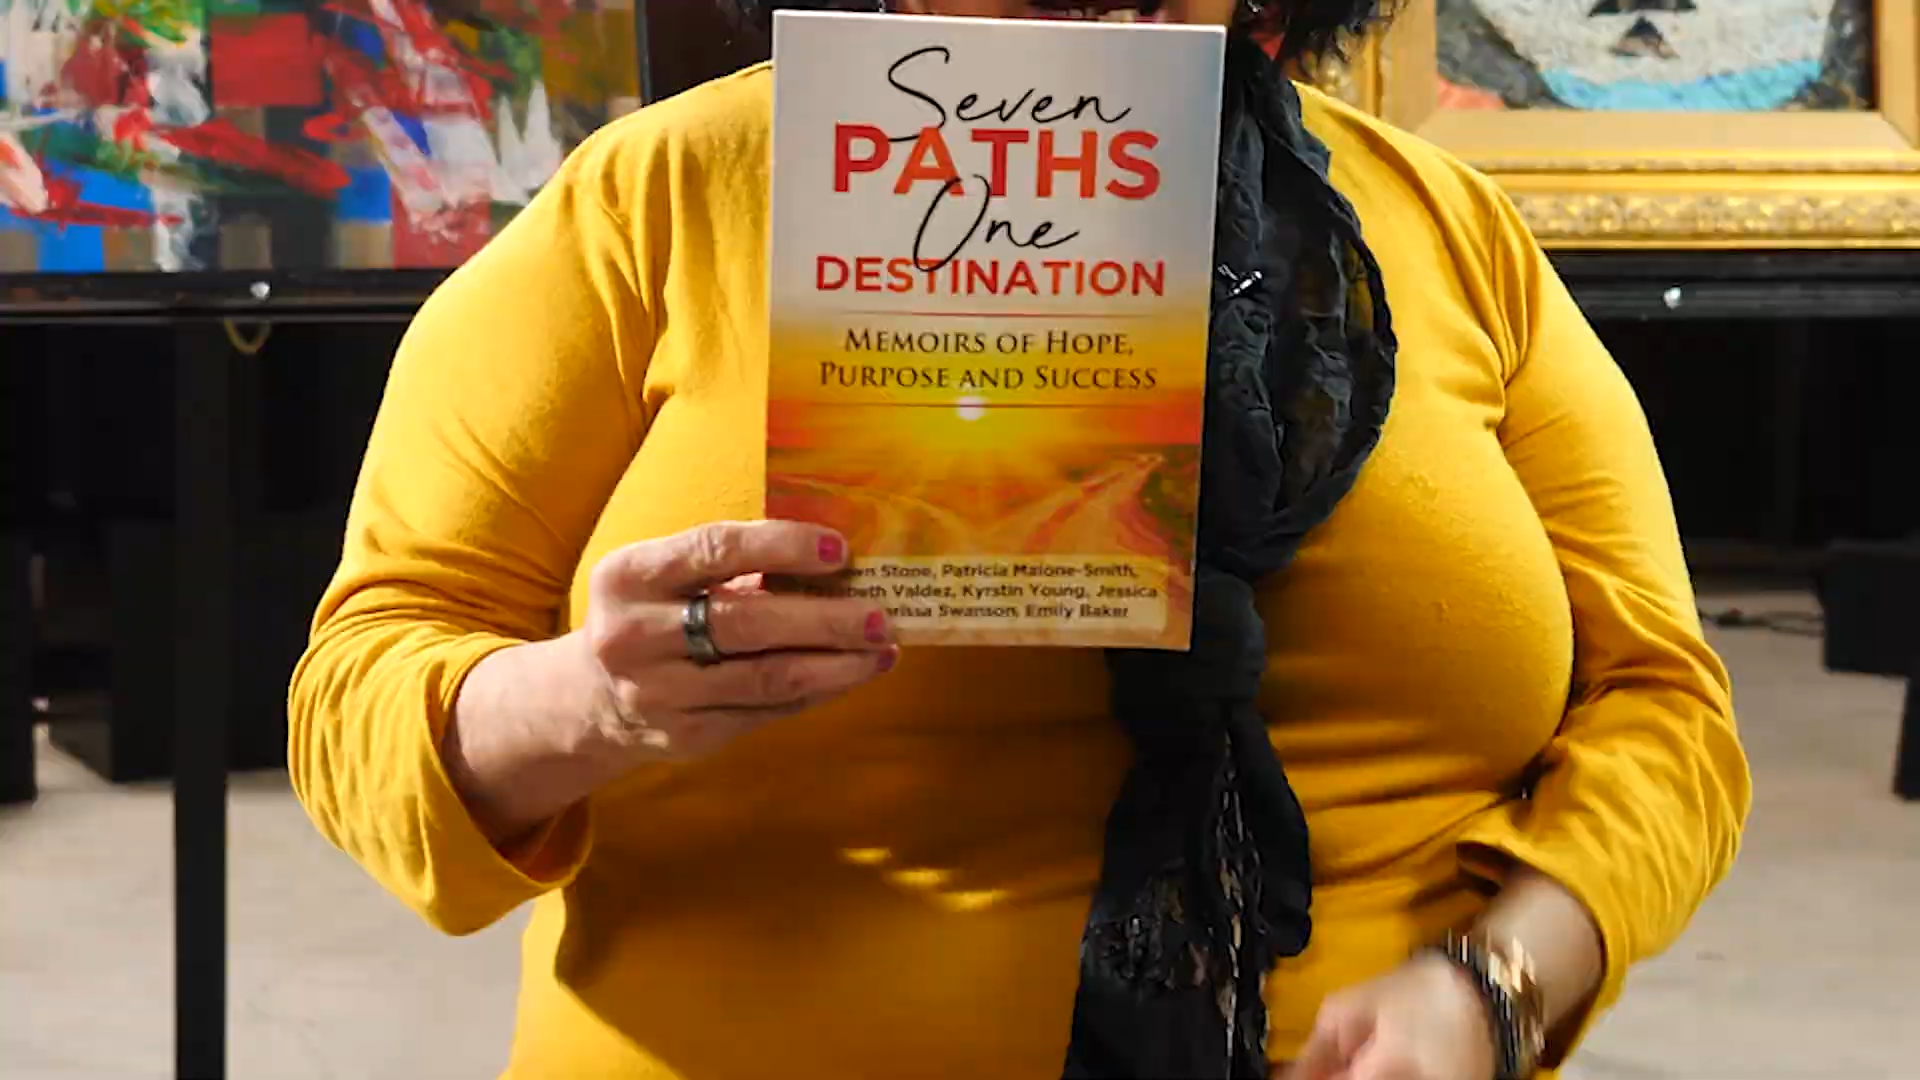 Seven
PATHS
One
DESTINATION
MEMOIRS OF HOPE,
PURPOSE AND SUCCESS
Stone, Patricia Malone-Smith,
Valdez, Kyrstin Young, Jessica
Swanson, Emily Baker